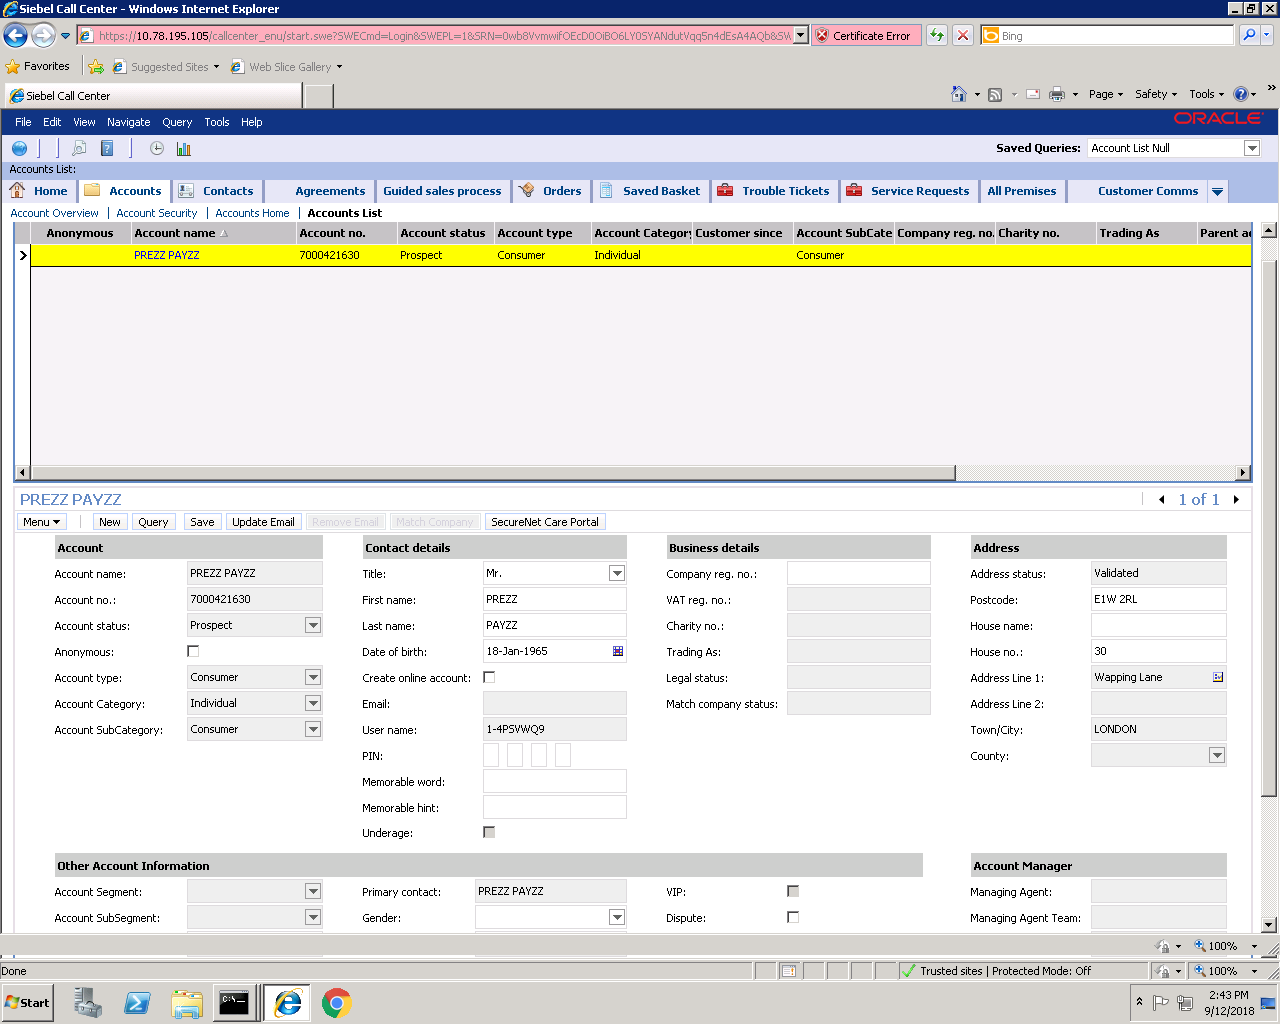 Siebel Call Center - Windows Internet Explorer
https://10.78.195.105/callcenter_enu/start.swe?SWECmd=Login&SWEPL=1&SRN=
Certificate Error
Bing
Favorites
Suggested Sites
Web Slice Gallery
Siebel Call Center
Page
Safety
Tools
»
File Edit View Navigate Query Tools Help
ORACLE
Saved Queries:
Account List Null
Accounts List:
Home
Accounts
Contacts
Agreements
Guided sales process
Orders
Saved Basket
Trouble Tickets
Service Requests
All Premises
Customer Comms
Account Overview | Account Security | Accounts Home | Accounts List
Anonymous Account name Account no. Account status Account type Account Category Customer since Account SubCate Company reg. no. Charity no. Trading As Parent ac
PREZZ PAYZZ 7000421630 Prospect Consumer Individual Consumer
PREZZ PAYZZ
1 of 1
Menu
New
Query
Save
Update Email
Remove Email
Match Company
SecureNet Care Portal
Account
Account name: PREZZ PAYZZ
Account no.: 7000421630
Account status: Prospect
Anonymous:
Account type: Consumer
Account Category: Individual
Account SubCategory: Consumer
Contact details
Title: Mr.
First name: PREZZ
Last name: PAYZZ
Date of birth: 18-Jan-1965
Create online account:
Email:
User name: 1-4PSVWQ9
PIN:
Memorable word:
Memorable hint:
Underage:
Business details
Company reg. no.:
VAT reg. no.:
Charity no.:
Trading As:
Legal status:
Match company status:
Address
Address status: Validated
Postcode: E1W 2RL
House name:
House no.: 30
Address Line 1: Wapping Lane
Address Line 2:
Town/City: LONDON
County:
Other Account Information
Account Segment:
Account SubSegment:
Primary contact: PREZZ PAYZZ
Gender:
VIP:
Dispute:
Account Manager
Managing Agent:
Managing Agent Team:
100%
Done
Trusted sites | Protected Mode: Off
100%
Start
2:43 PM
9/12/2018